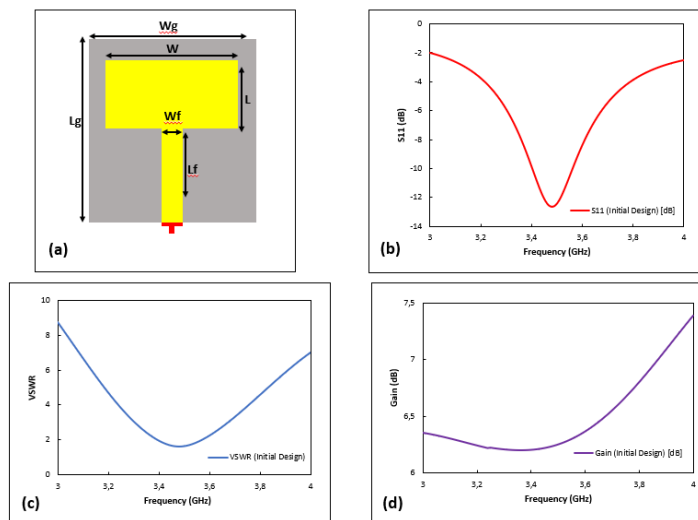 Wg
W
L
Wf
Lg
Lf
(a)
0
-2
-4
-6
-8
-10
-12
-14
S11 (dB)
S11 (Initial Design) [dB]
3
3,2
3,4
3,6
3,8
4
Frequency (GHz)
(b)
10
8
6
4
2
0
VSWR
VSWR (Initial Design)
3
3,2
3,4
3,6
3,8
4
Frequency (GHz)
(c)
7,5
7
6,5
6
Gain
(dB)
Gain (Initial Design) [dB]
3
3,2
3,4
3,6
3,8
4
Frequency (GHz)
(d)